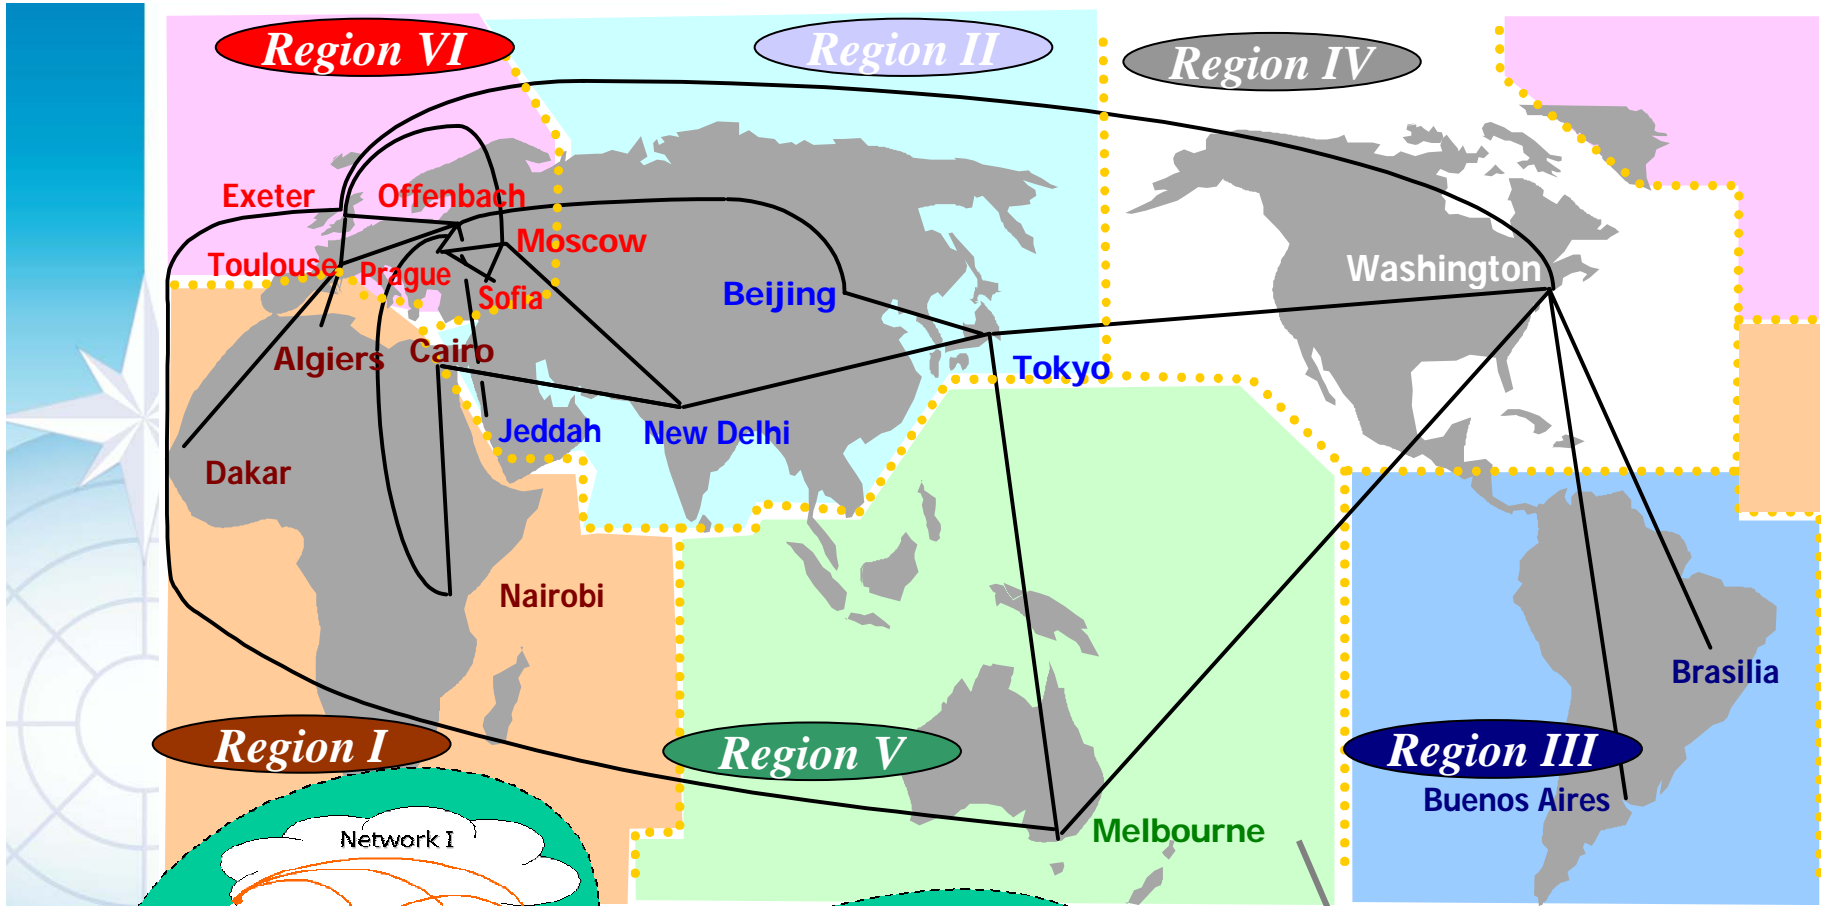 Region VI
Region II
Region IV
Exeter
Offenbach
Moscow
Toulouse
Prague
Sofia
Washington
Beijing
Algiers
Cairo
Tokyo
Jeddah
New Delhi
Dakar
Nairobi
Brasilia
Region I
Region V
Region III
Buenos Aires
Melbourne
Network I